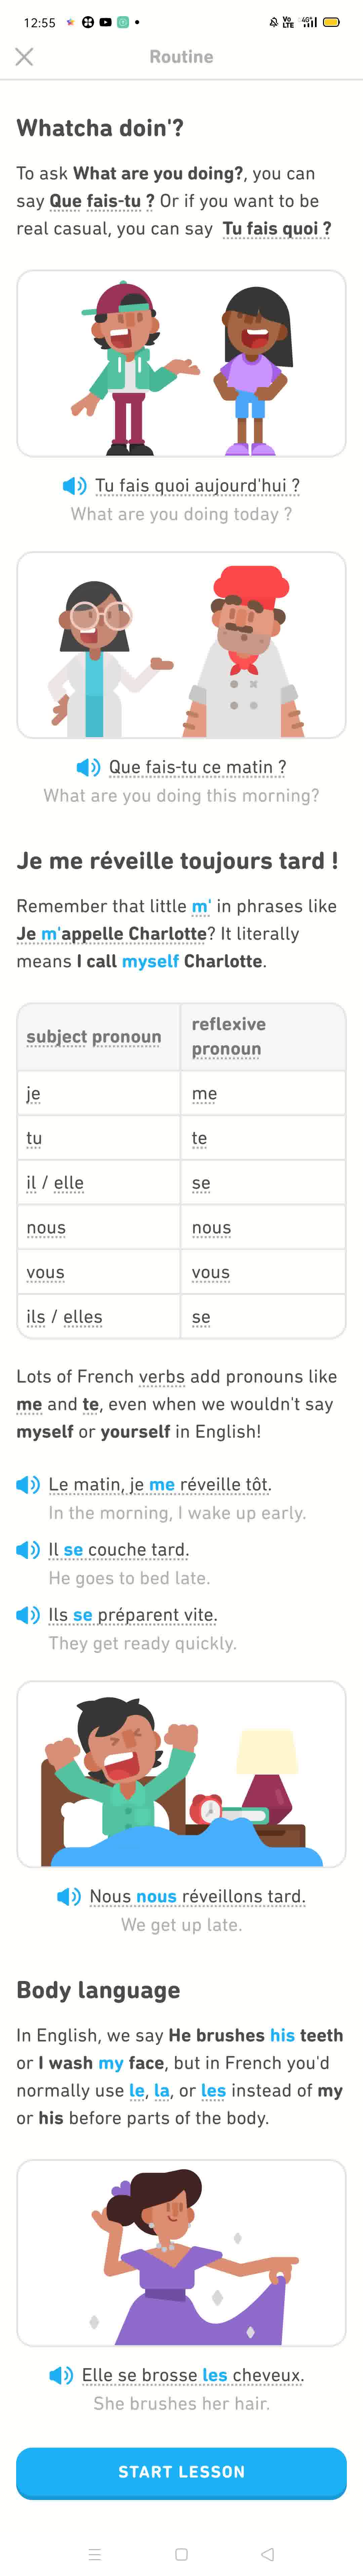 12:55
Vo LTE 4G+
Routine
Whatcha doin'?
To ask What are you doing?, you can
say Que fais-tu ? Or if you want to be
real casual, you can say Tu fais quoi ?
Tu fais quoi aujourd'hui ?
What are you doing today ?
Que fais-tu ce matin ?
What are you doing this morning?
Je me réveille toujours tard !
Remember that little m' in phrases like
Je m'appelle Charlotte? It literally
means I call myself Charlotte.
subject pronoun
reflexive
pronoun
je
me
tu
te
il / elle
se
nous
nous
vous
vous
ils / elles
se
Lots of French verbs add pronouns like
me and te, even when we wouldn't say
myself or yourself in English!
Le matin, je me réveille tôt.
In the morning, I wake up early.
Il se couche tard.
He goes to bed late.
Ils se préparent vite.
They get ready quickly.
Nous nous réveillons tard.
We get up late.
Body language
In English, we say He brushes his teeth
or I wash my face, but in French you'd
normally use le, la, or les instead of my
or his before parts of the body.
Elle se brosse les cheveux.
She brushes her hair.
START LESSON